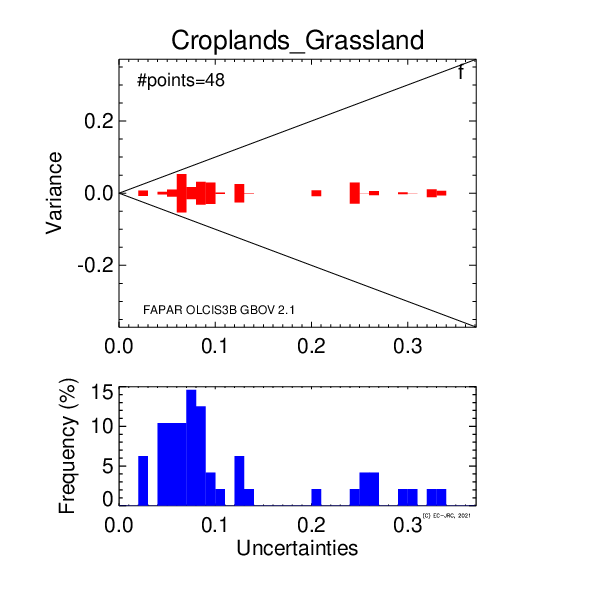 Croplands_Grassland
#points=48
f
0.2
0.0
-0.2
Variance
FAPAR OLCIS3B GBOV 2.1
0.0 0.1 0.2 0.3
15
10
5
0
Frequency (%)
(C) EC-JRC, 2021
0.0 0.1 0.2 0.3
Uncertainties